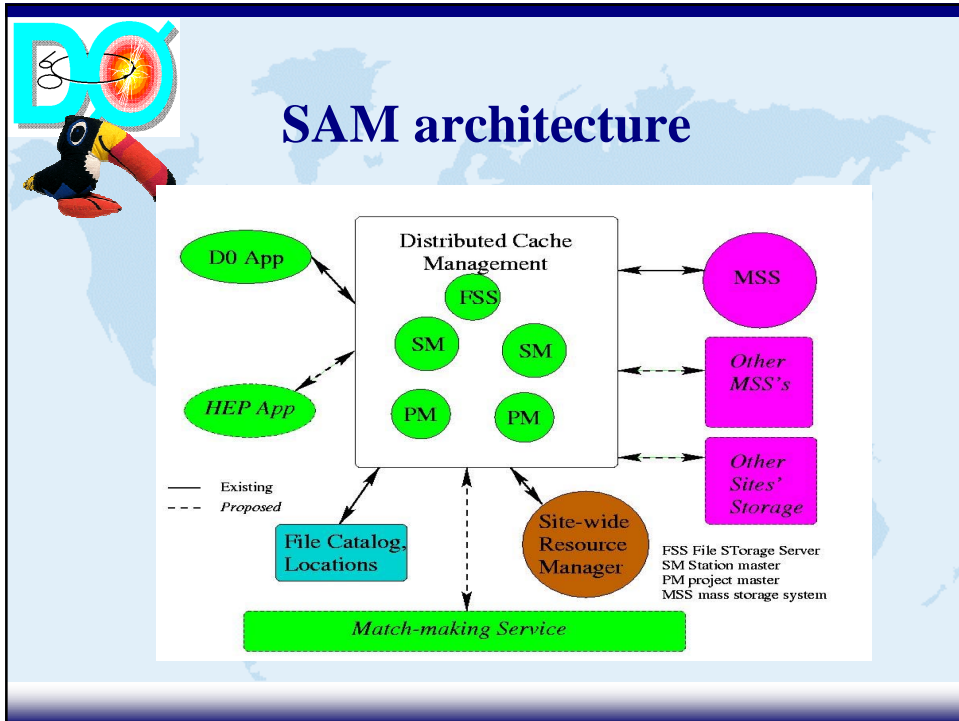 DØ
SAM architecture
Distributed Cache
Management
D0 App
FSS
MSS
SM
SM
Other
MSS's
HEP App
PM
PM
Other
Sites'
Storage
Existing
Proposed
File Catalog,
Locations
Site-wide
Resource
Manager
FSS File STorage Server
SM Station master
PM project master
MSS mass storage system
Match-making Service